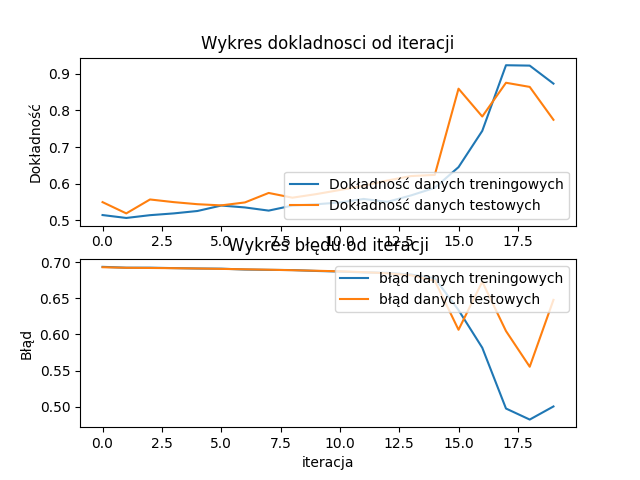 Wykres dokladnosci od iteracji
Dokładność
0.9
0.8
0.7
0.6
0.5
Dokładność danych treningowych
Dokładność danych testowych
0.0 2.5 5.0 7.5 10.0 12.5 15.0 17.5
Wykres błędu od iteracji
Błąd
0.70
0.65
0.60
0.55
0.50
błąd danych treningowych
błąd danych testowych
0.0 2.5 5.0 7.5 10.0 12.5 15.0 17.5
iteracja